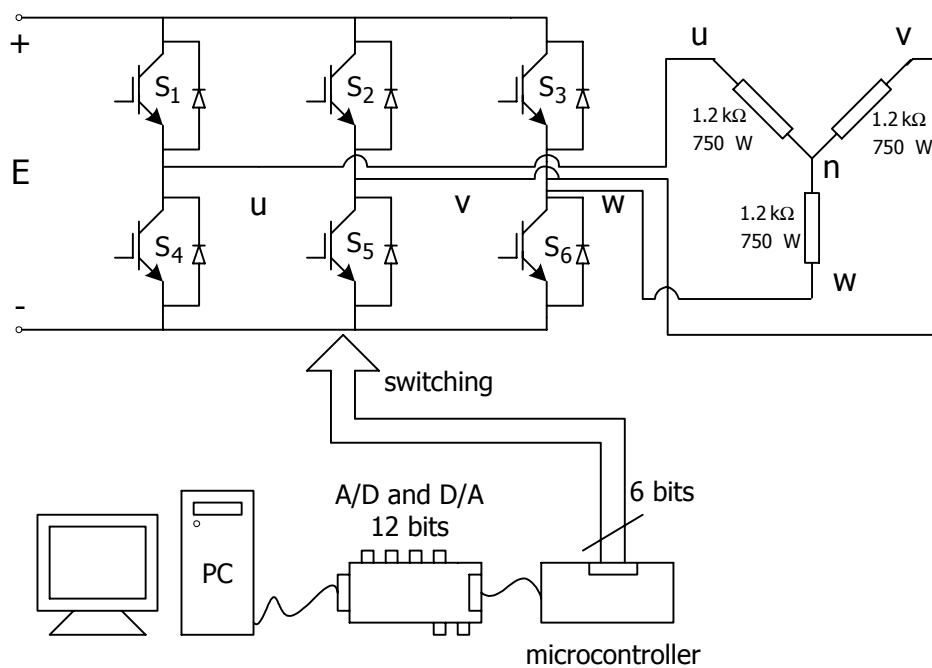 +
S1
S2
S3
u
v
1.2 kΩ
750 W
1.2 kΩ
750 W
E
n
u
v
w
1.2 kΩ
750 W
S4
S5
S6
w
-
switching
A/D and D/A
12 bits
6 bits
PC
microcontroller